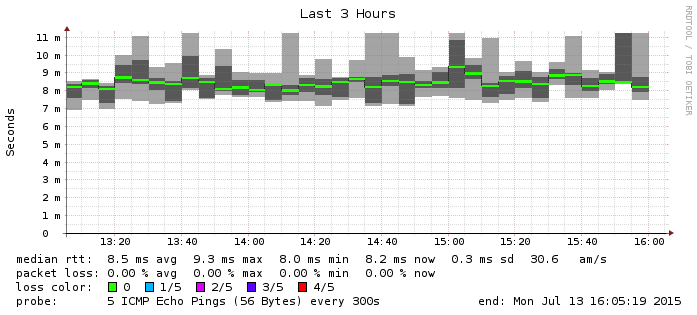 Last 3 Hours
RRDTOOL / TOBI OETIKER
Seconds
11 m
10 m
9 m
8 m
7 m
6 m
5 m
4 m
3 m
2 m
1 m
0
13:20 13:40 14:00 14:20 14:40 15:00 15:20 15:40 16:00
median rtt: 8.5 ms avg 9.3 ms max 8.0 ms min 8.2 ms now 0.3 ms sd 30.6 am/s
packet loss: 0.00 % avg 0.00 % max 0.00 % min 0.00 % now
loss color: 0 1/5 2/5 3/5 4/5
probe: 5 ICMP Echo Pings (56 Bytes) every 300s end: Mon Jul 13 16:05:19 2015